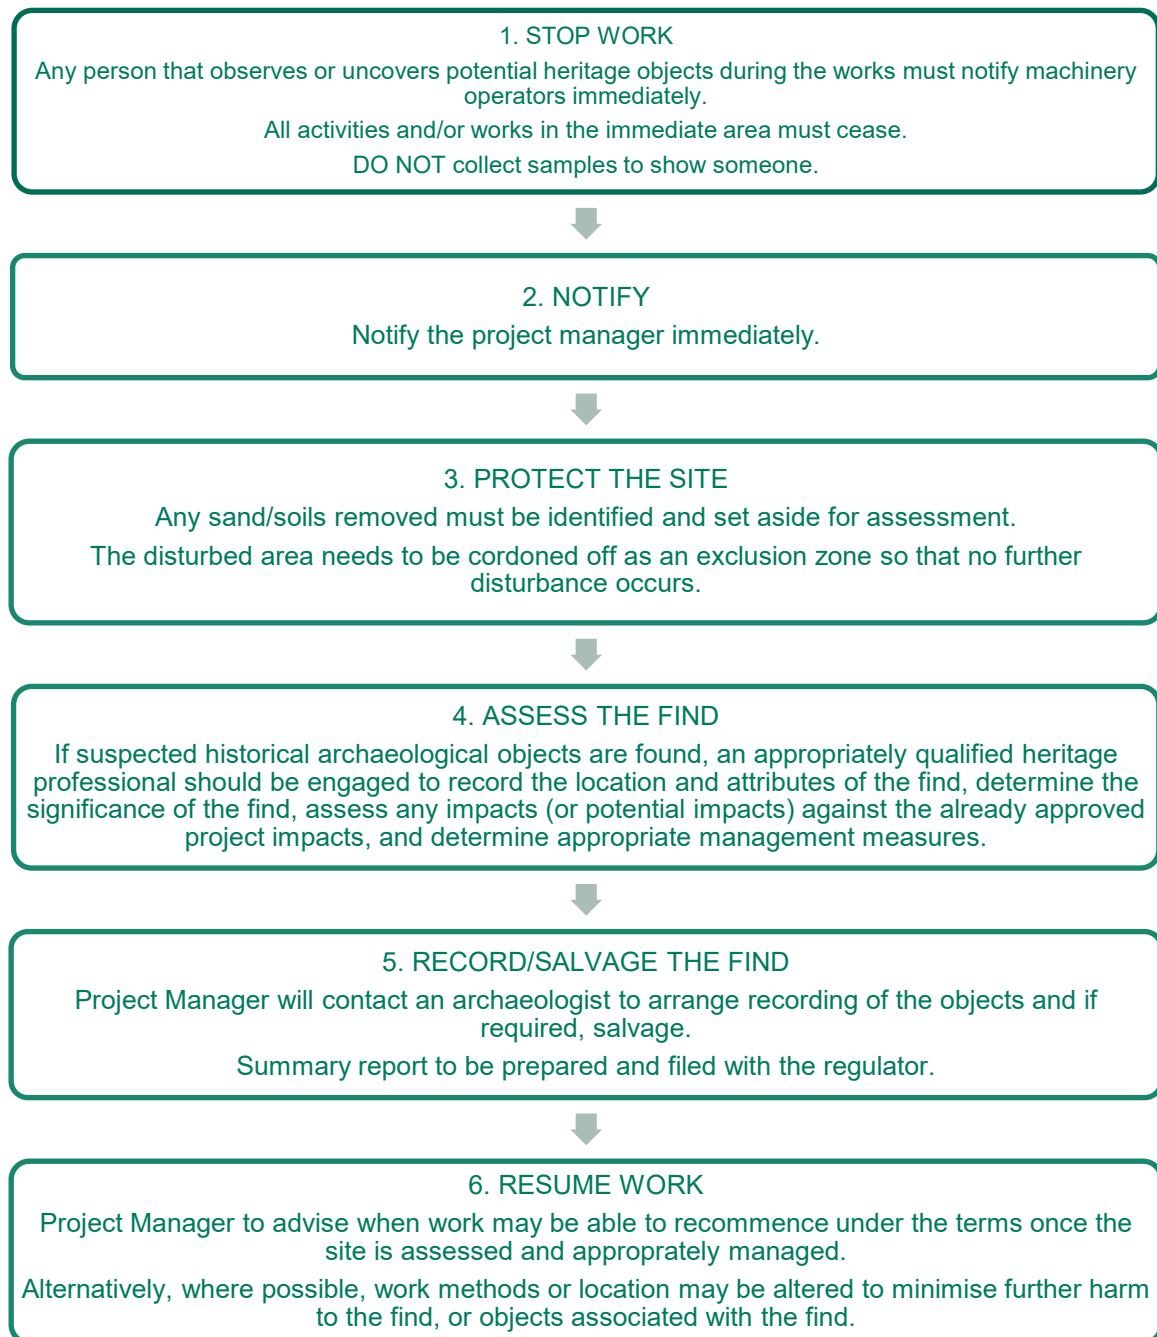 1. STOP WORK
Any person that observes or uncovers potential heritage objects during the works must notify machinery
operators immediately.
All activities and/or works in the immediate area must cease.
DO NOT collect samples to show someone.
2. NOTIFY
Notify the project manager immediately.
3. PROTECT THE SITE
Any sand/soils removed must be identified and set aside for assessment.
The disturbed area needs to be cordoned off as an exclusion zone so that no further
disturbance occurs.
4. ASSESS THE FIND
If suspected historical archaeological objects are found, an appropriately qualified heritage
professional should be engaged to record the location and attributes of the find, determine the
significance of the find, assess any impacts (or potential impacts) against the already approved
project impacts, and determine appropriate management measures.
5. RECORD/SALVAGE THE FIND
Project Manager will contact an archaeologist to arrange recording of the objects and if
required, salvage.
Summary report to be prepared and filed with the regulator.
6. RESUME WORK
Project Manager to advise when work may be able to recommence under the terms once the
site is assessed and approprately managed.
Alternatively, where possible, work methods or location may be altered to minimise further harm
to the find, or objects associated with the find.